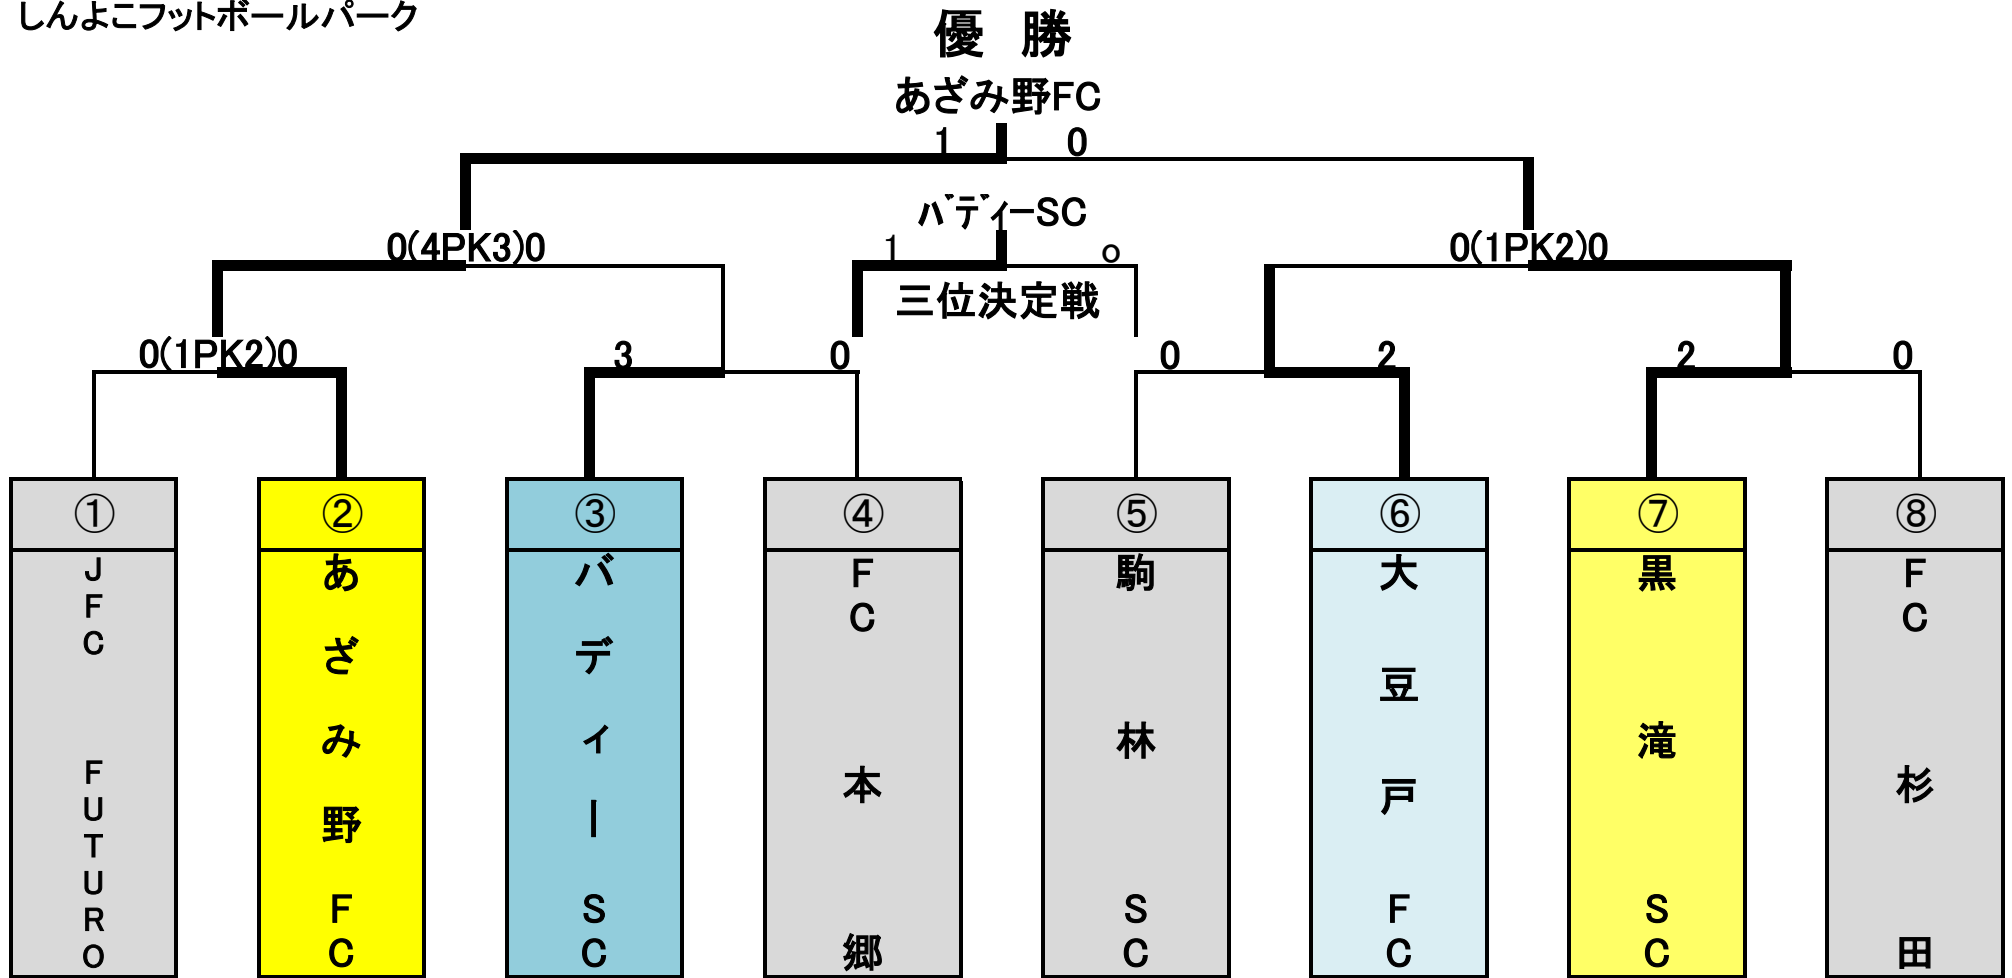 しんよこフットボールパーク
優　勝
あざみ野FC
1 0
ﾊﾞﾃﾞｨｰSC
0(4PK3)0 1 0 0(1PK2)0
三位決定戦
0(1PK2)0 3 0 0 2 2 0
① ② ③ ④ ⑤ ⑥ ⑦ ⑧
JFC FUTURO
あざみ野FC
バディーSC
FC本郷
駒林SC
大豆戸FC
黒滝SC
FC杉田